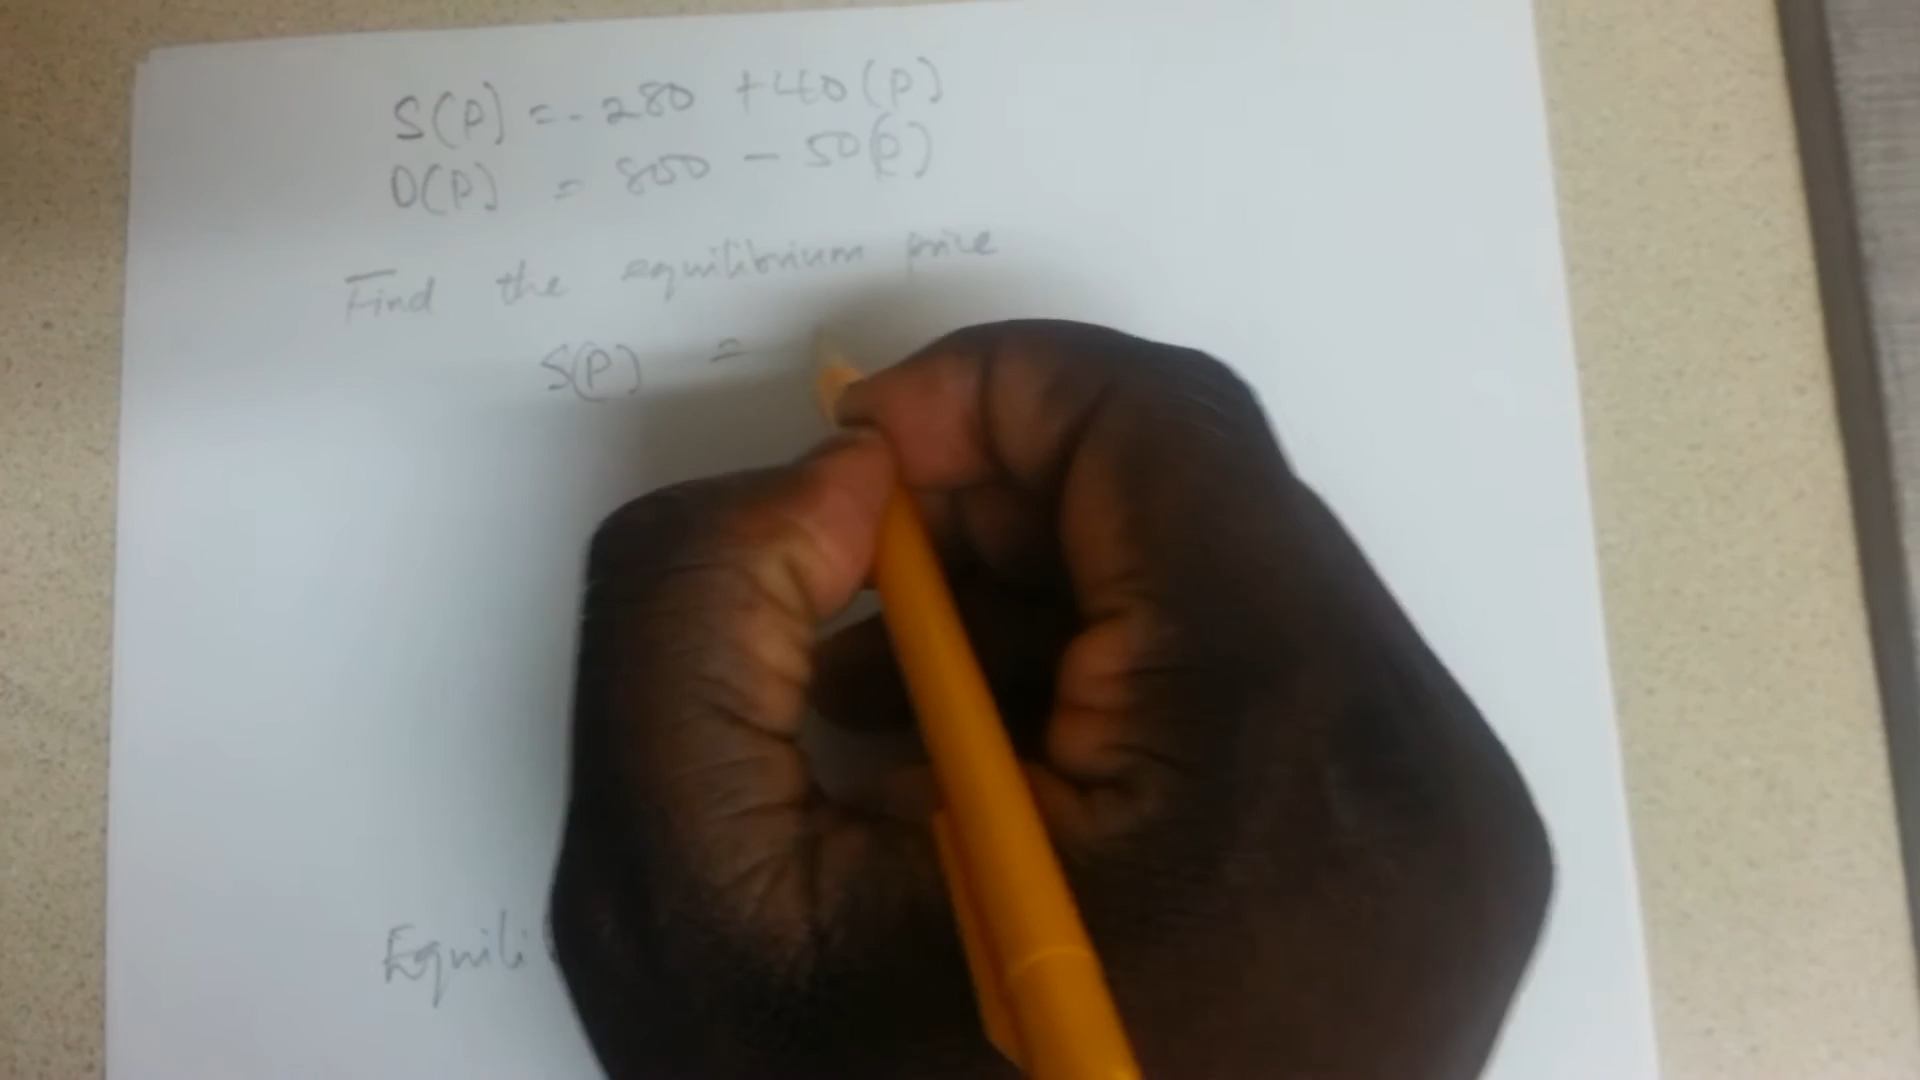 S(P) = -280 +40(P)
D(P) = 800 - 50(P)
Find the equilibrium price
S(P) =
Equili